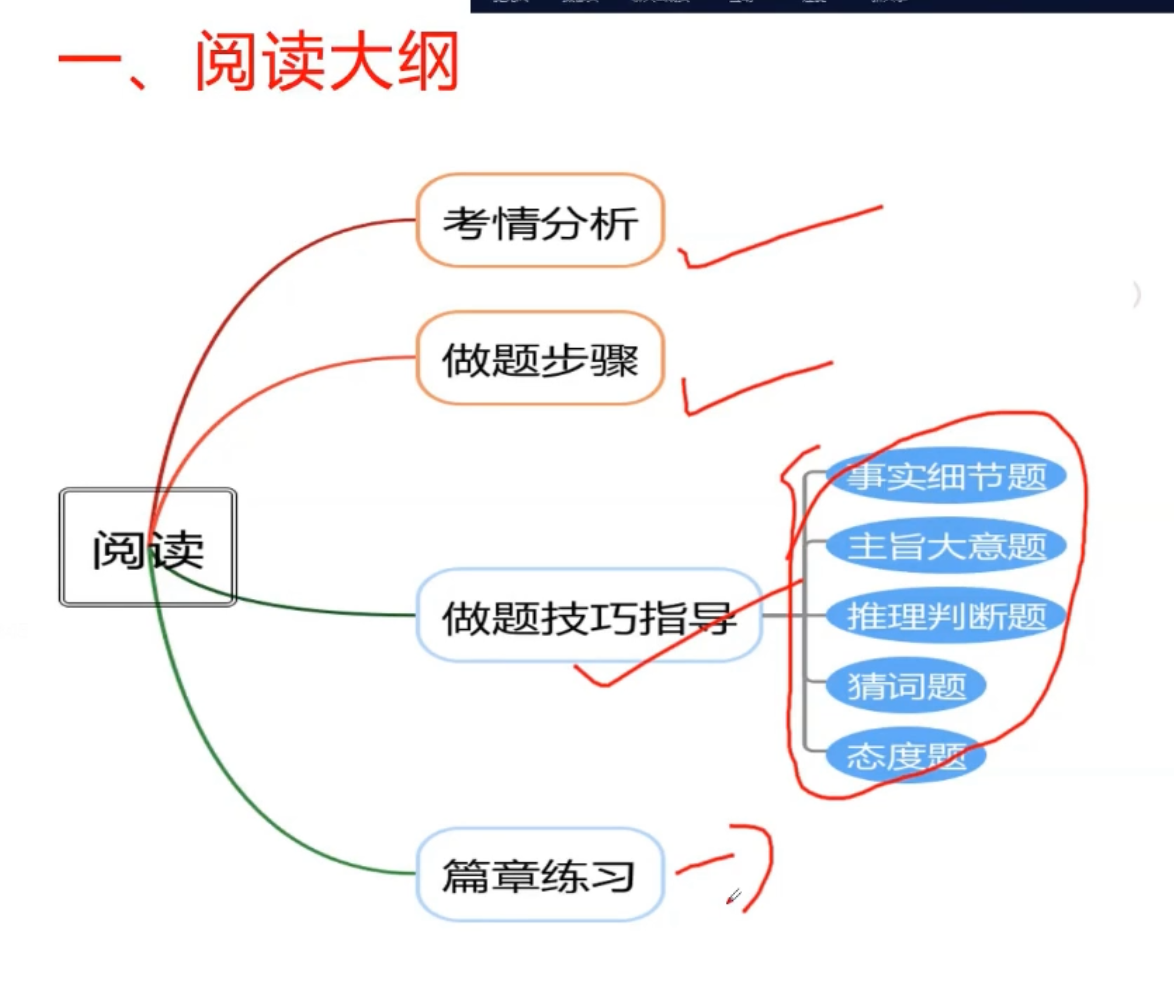 一、阅读大纲
考情分析
做题步骤
阅读
做题技巧指导
事实细节题
主旨大意题
推理判断题
猜词题
态度题
篇章练习